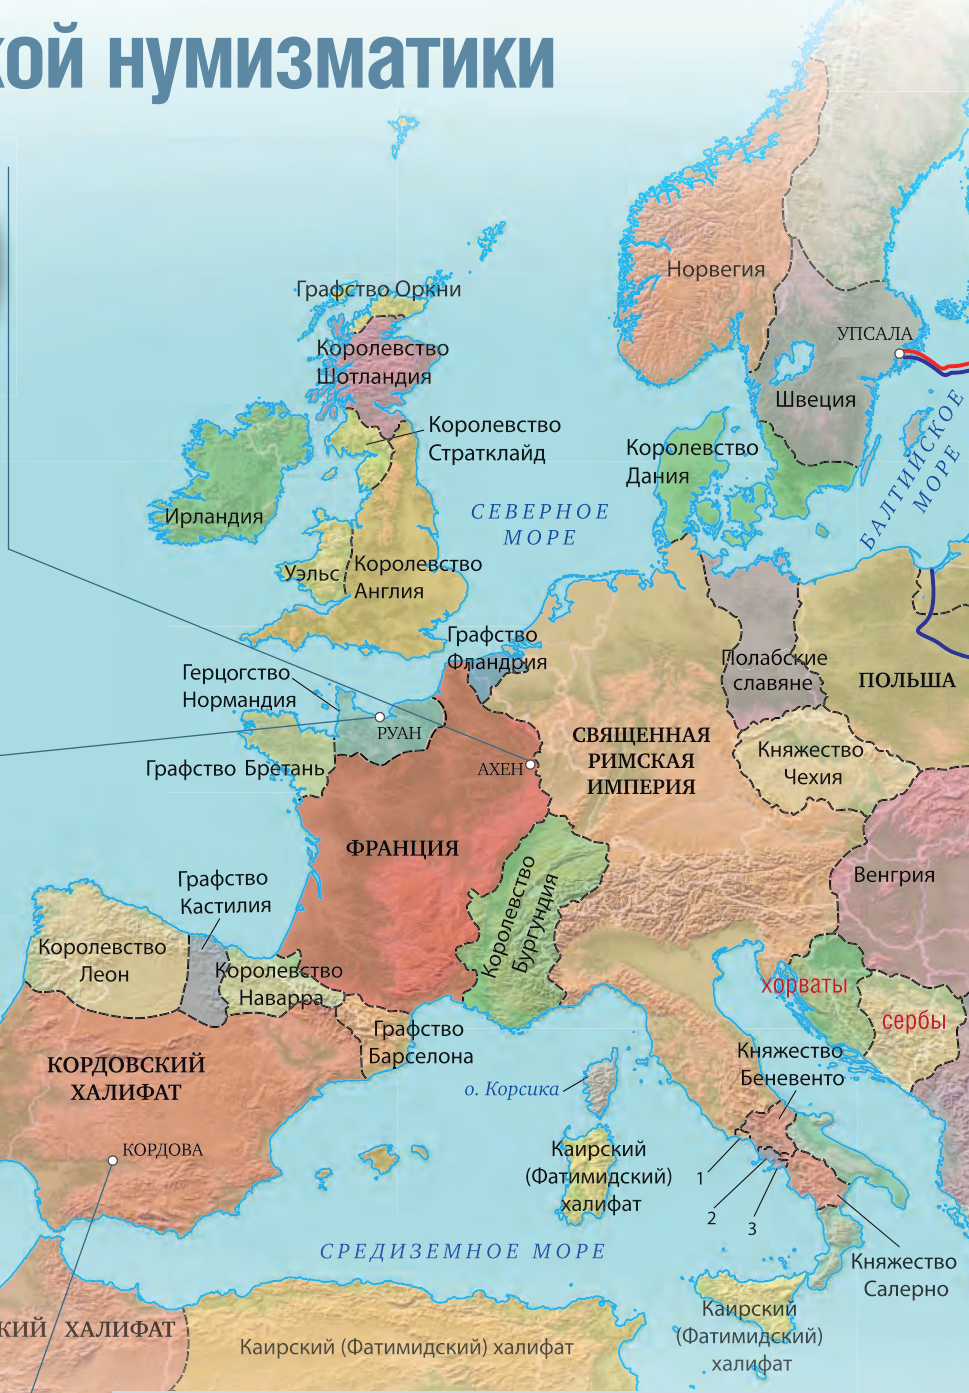 кой нумизматики
Норвегия
Графство Оркни
УПСАЛА
Королевство
Шотландия
Швеция
Королевство
Стратклайд
Королевство
Дания
БАЛТИЙСКОЕ
МОРЕ
Ирландия
СЕВЕРНОЕ
МОРЕ
Уэльс
Королевство
Англия
Графство
Фландрия
Полабские
славяне
ПОЛЬША
Герцогство
Нормандия
РУАН
СВЯЩЕННАЯ
РИМСКАЯ
ИМПЕРИЯ
Княжество
Чехия
Графство Бретань
АХЕН
ФРАНЦИЯ
Венгрия
Графство
Кастилия
Королевство
Бургундия
Королевство
Леон
Королевство
Наварра
хорваты
сербы
Графство
Барселона
КОРДОВСКИЙ
ХАЛИФАТ
Княжество
Беневенто
о. Корсика
КОРДОВА
Каирский
(Фатимидский)
халифат
1
2
3
СРЕДИЗЕМНОЕ МОРЕ
Княжество
Салерно
КИЙ ХАЛИФАТ
Каирский (Фатимидский) халифат
Каирский
(Фатимидский)
халифат